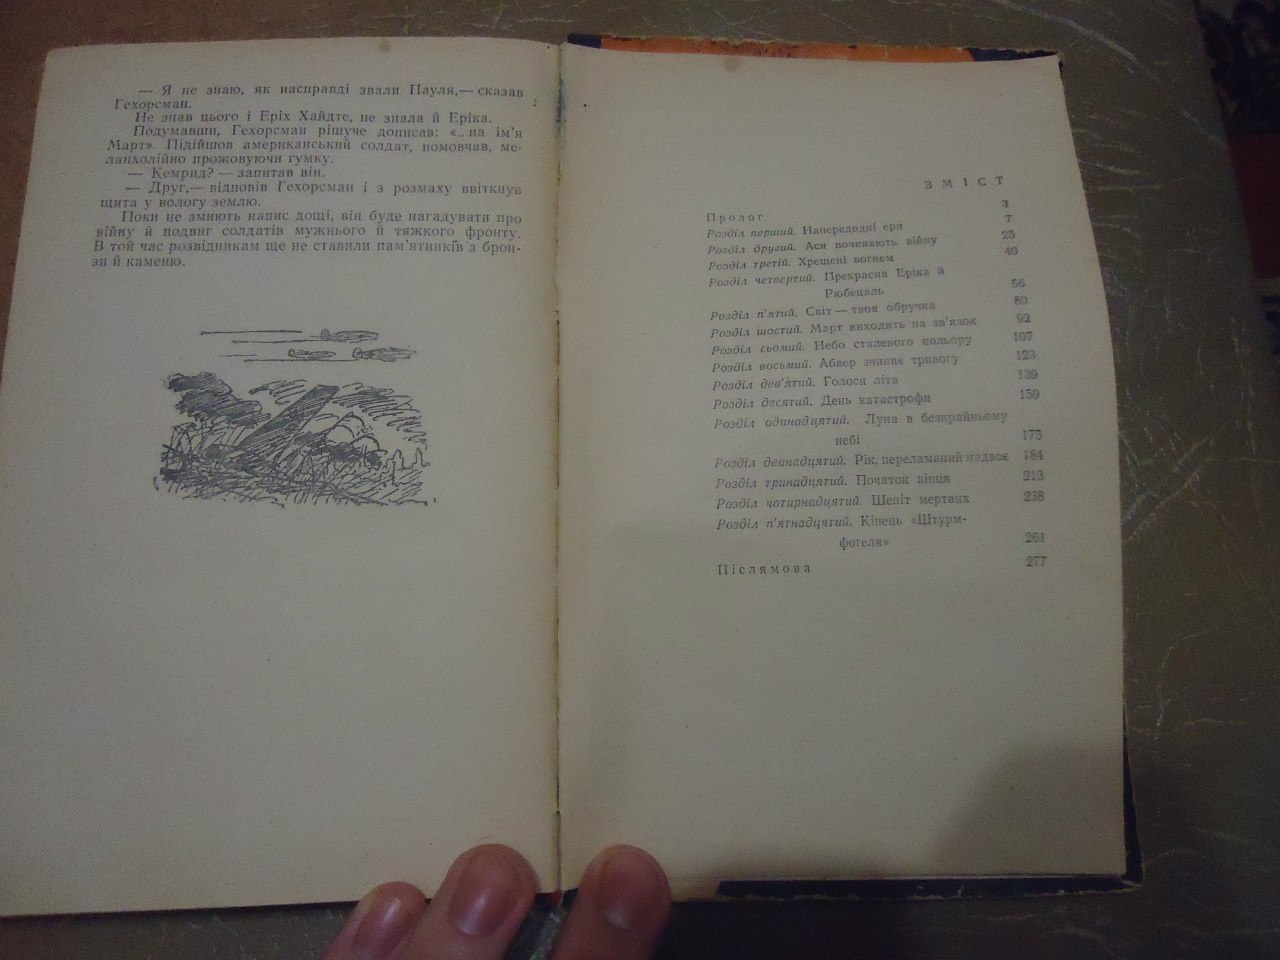 — Я не знаю, як насправді звали Пауля,— сказав
Гехорсман.
Не знав цього і Еріх Хайдте, не знала й Еріка.
Подумавши, Гехорсман рішуче дописав: «...на ім’я
Март». Підійшов американський солдат, помовчав, ме-
ланхолійно прожовуючи гумку.
— Кемрид? — запитав він.
— Друг,— відповів Гехорсман і з розмаху ввіткнув
щита у вологу землю.
Поки не змиють напис дощі, він буде нагадувати про
війну й подвиг солдатів мужнього й тяжкого фронту.
В той час розвідникам ще не ставили пам’ятників з брон-
зи й каменю.
ЗМІСТ
Пролог 3
Розділ перший. Напередодні ери 7
Розділ другий. Аси починають війну 23
Розділ третій. Хрещені вогнем 40
Розділ четвертий. Прекрасна Еріка й
Рюбецаль 56
Розділ п’ятий. Світ — твоя обручка 80
Розділ шостий. Март виходить на зв’язок 92
Розділ сьомий. Небо сталевого кольору 107
Розділ восьмий. Абвер зчиняє тривогу 123
Розділ дев’ятий. Голоси літа 139
Розділ десятий. День катастрофи 159
Розділ одинадцятий. Луна в безкрайньому
небі 175
Розділ дванадцятий. Рік, переламаний надвоє 184
Розділ тринадцятий. Початок кінця 213
Розділ чотирнадцятий. Шепіт мертвих 238
Розділ п’ятнадцятий. Кінець «Штурм-
фогеля» 264
Післямова 277